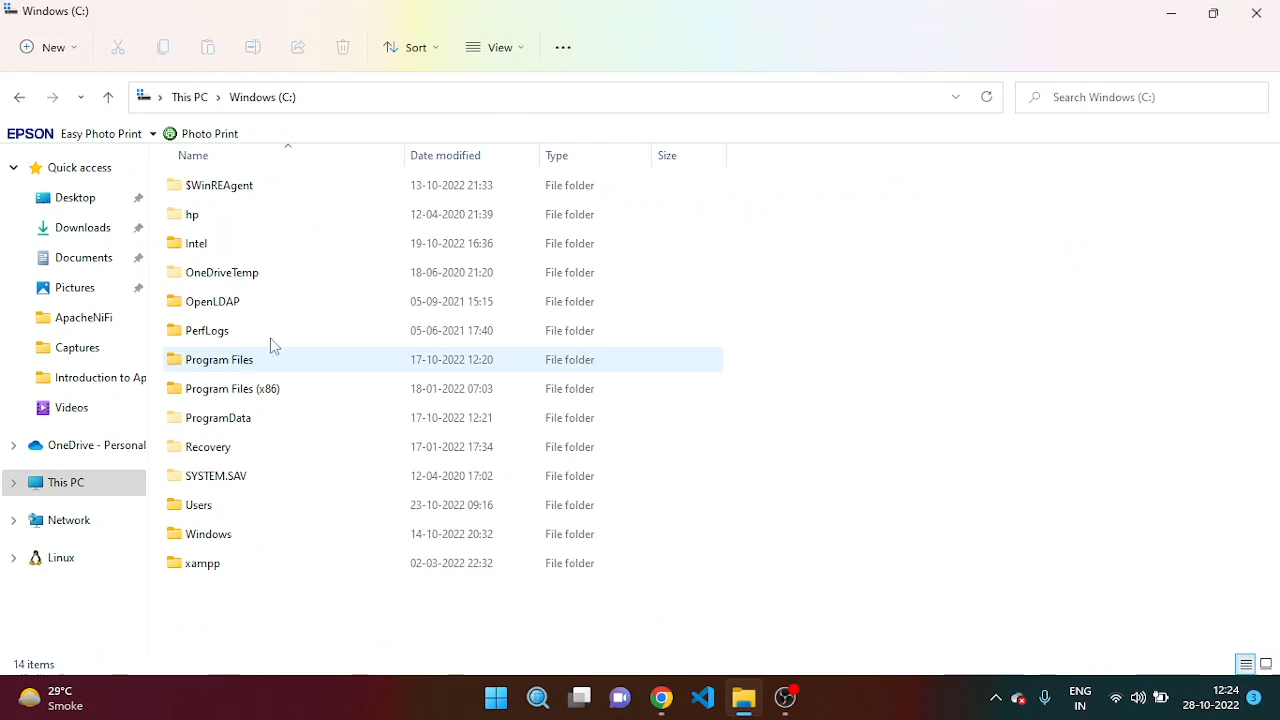 Windows (C:)
New
Sort
View
This PC > Windows (C:)
Search Windows (C:)
EPSON Easy Photo Print Photo Print
Name Date modified Type Size
Quick access
Desktop
Downloads
Documents
Pictures
ApacheNiFi
Captures
Introduction to Ap
Videos
OneDrive - Personal
This PC
Network
Linux
$WinREAgent 13-10-2022 21:33 File folder
hp 12-04-2020 21:39 File folder
Intel 19-10-2022 16:36 File folder
OneDriveTemp 18-06-2020 21:20 File folder
OpenLDAP 05-09-2021 15:15 File folder
PerfLogs 05-06-2021 17:40 File folder
Program Files 17-10-2022 12:20 File folder
Program Files (x86) 18-01-2022 07:03 File folder
ProgramData 17-10-2022 12:21 File folder
Recovery 17-01-2022 17:34 File folder
SYSTEM.SAV 12-04-2020 17:02 File folder
Users 23-10-2022 09:16 File folder
Windows 14-10-2022 20:32 File folder
xampp 02-03-2022 22:32 File folder
14 items
29°C
Smoke
ENG
IN
12:24
28-10-2022
3